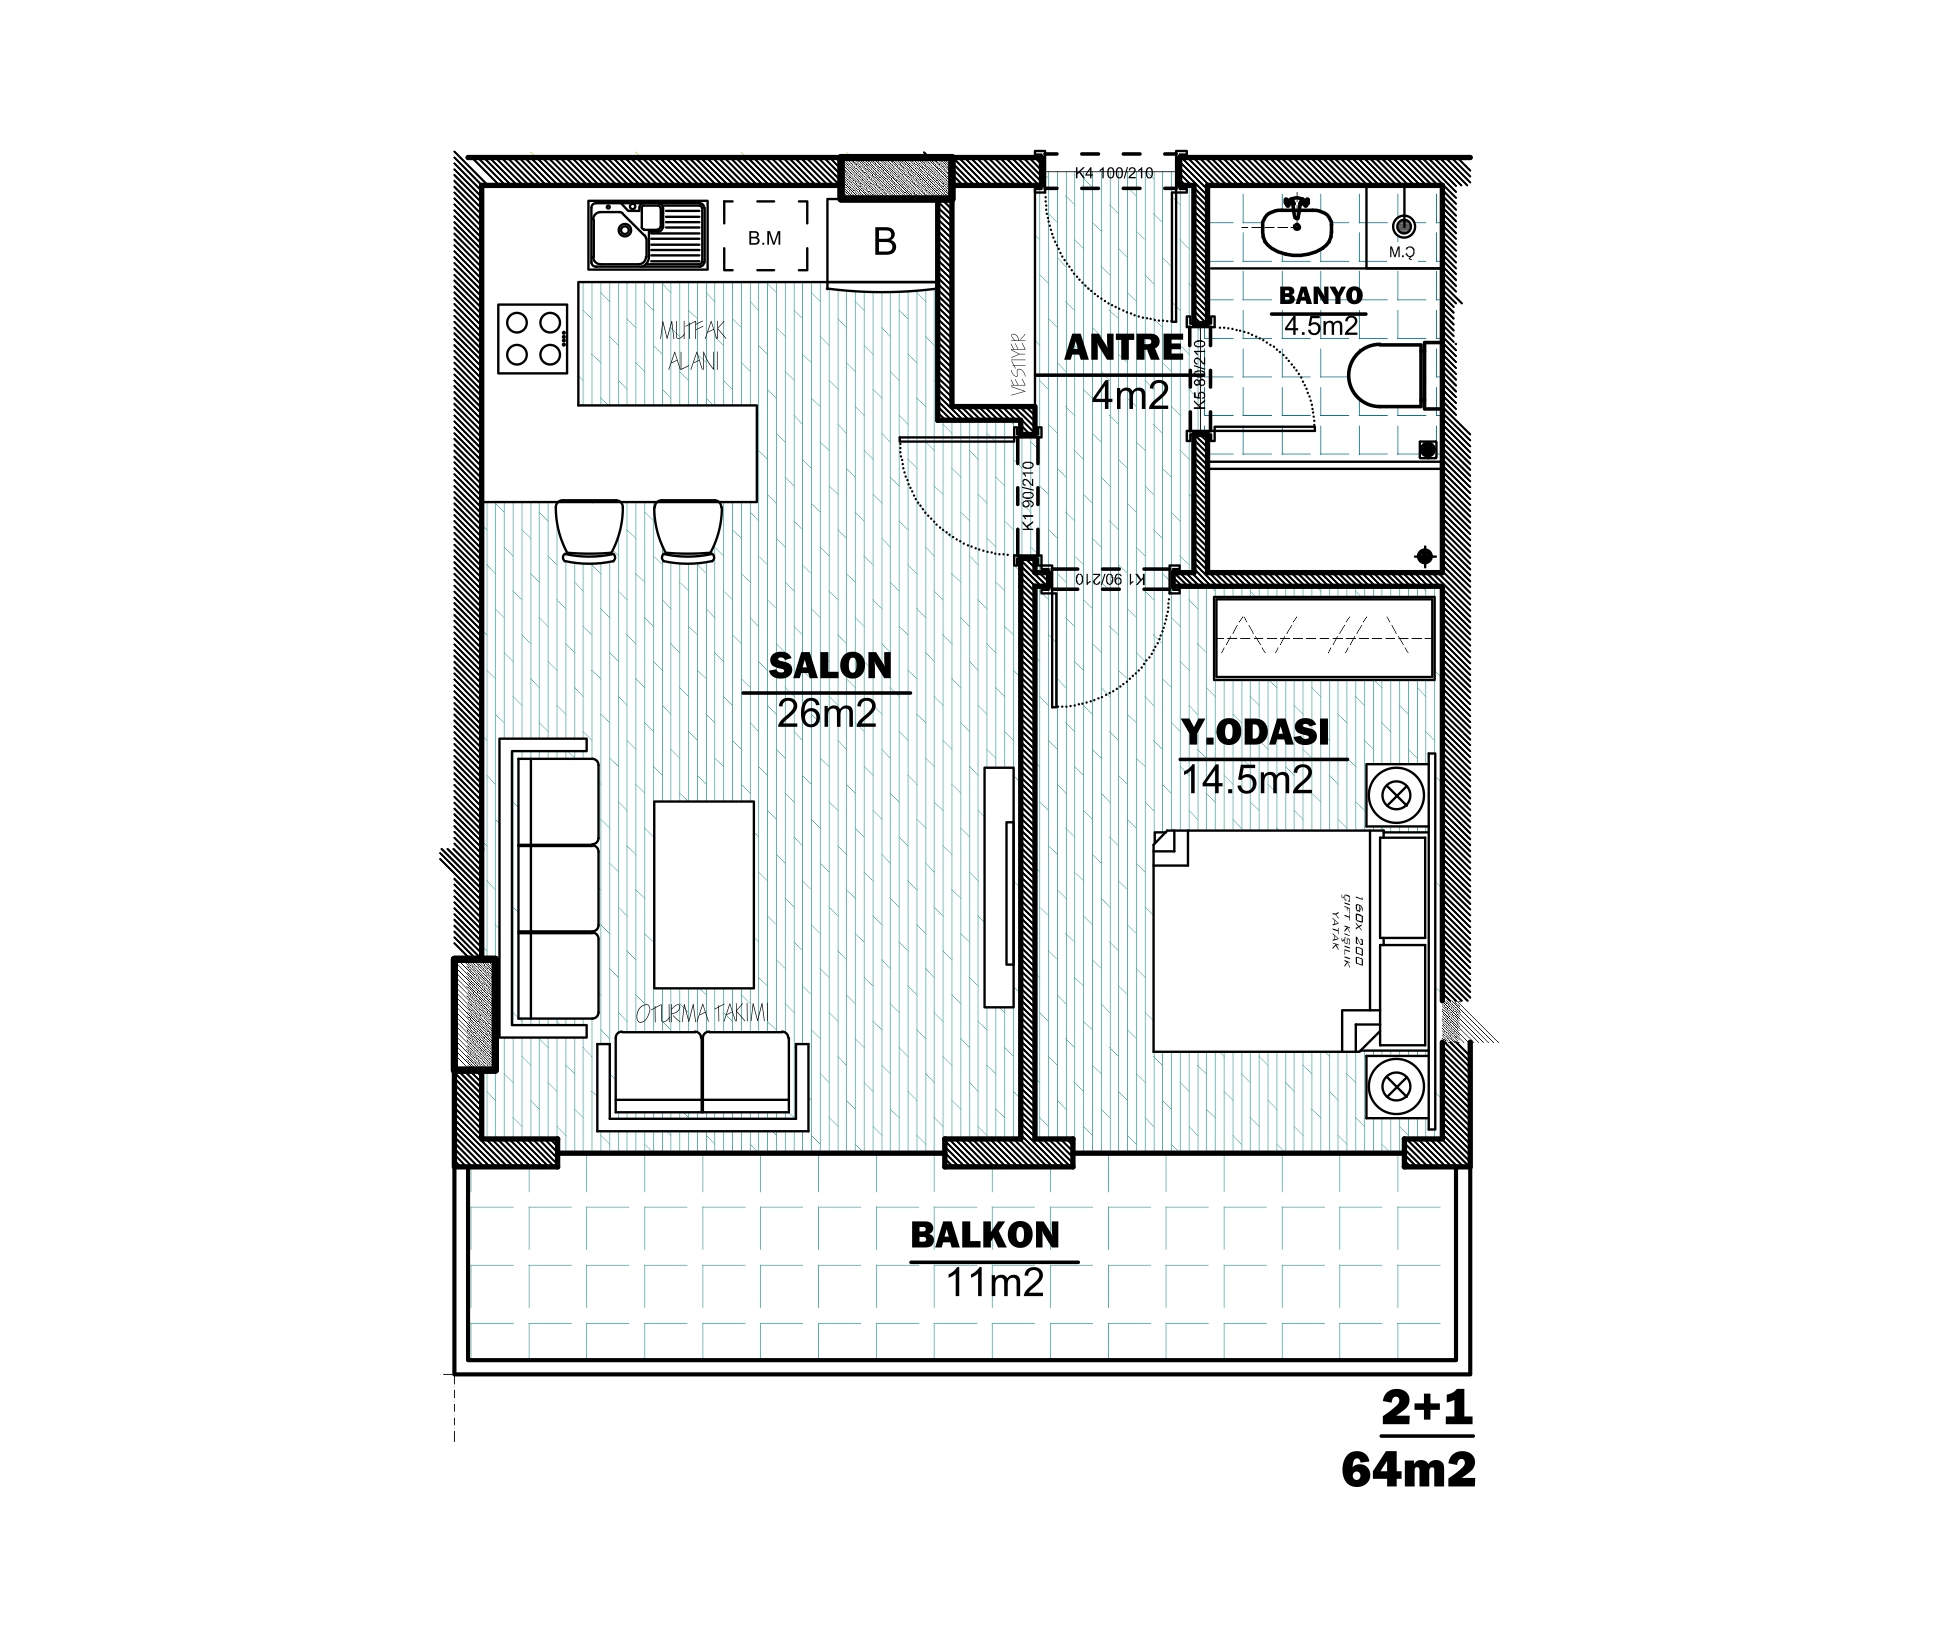 K4 100/210
B.M
B
Ç.M
BANYO
4.5m2
MUTFAK
ALANI
VESTİYER
ANTRE
4m2
K5 80/210
K1 90/210
K1 90/210
SALON
26m2
Y.ODASI
14.5m2
160X 200
ÇİFT KİŞİLİK
YATAK
OTURMA TAKIMI
BALKON
11m2
2+1
64m2